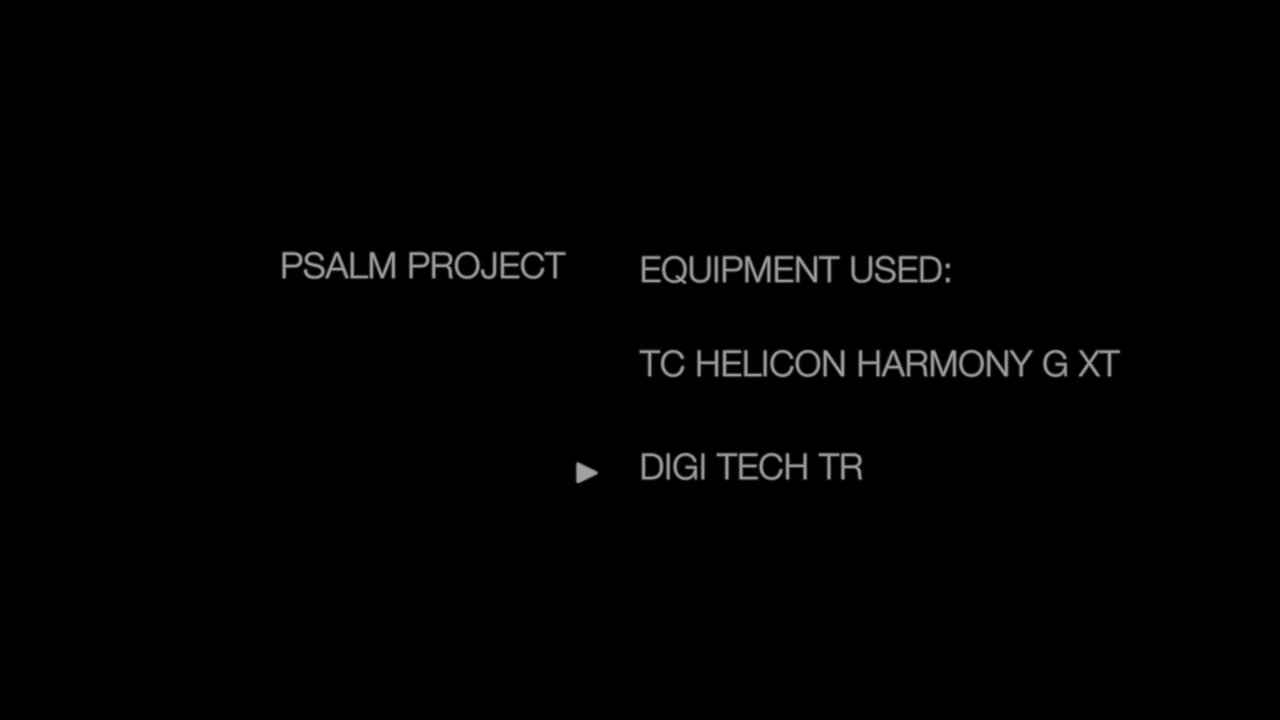 PSALM PROJECT
EQUIPMENT USED:
TC HELICON HARMONY G XT
DIGI TECH TR